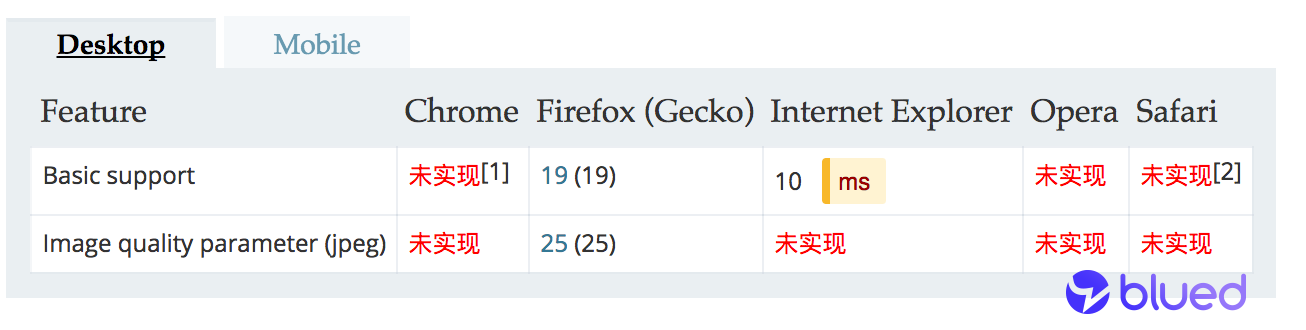 Desktop Mobile
Feature Chrome Firefox (Gecko) Internet Explorer Opera Safari
Basic support 未实现[1] 19 (19) 10 ms 未实现 未实现[2]
Image quality parameter (jpeg) 未实现 25 (25) 未实现 未实现 未实现
blued